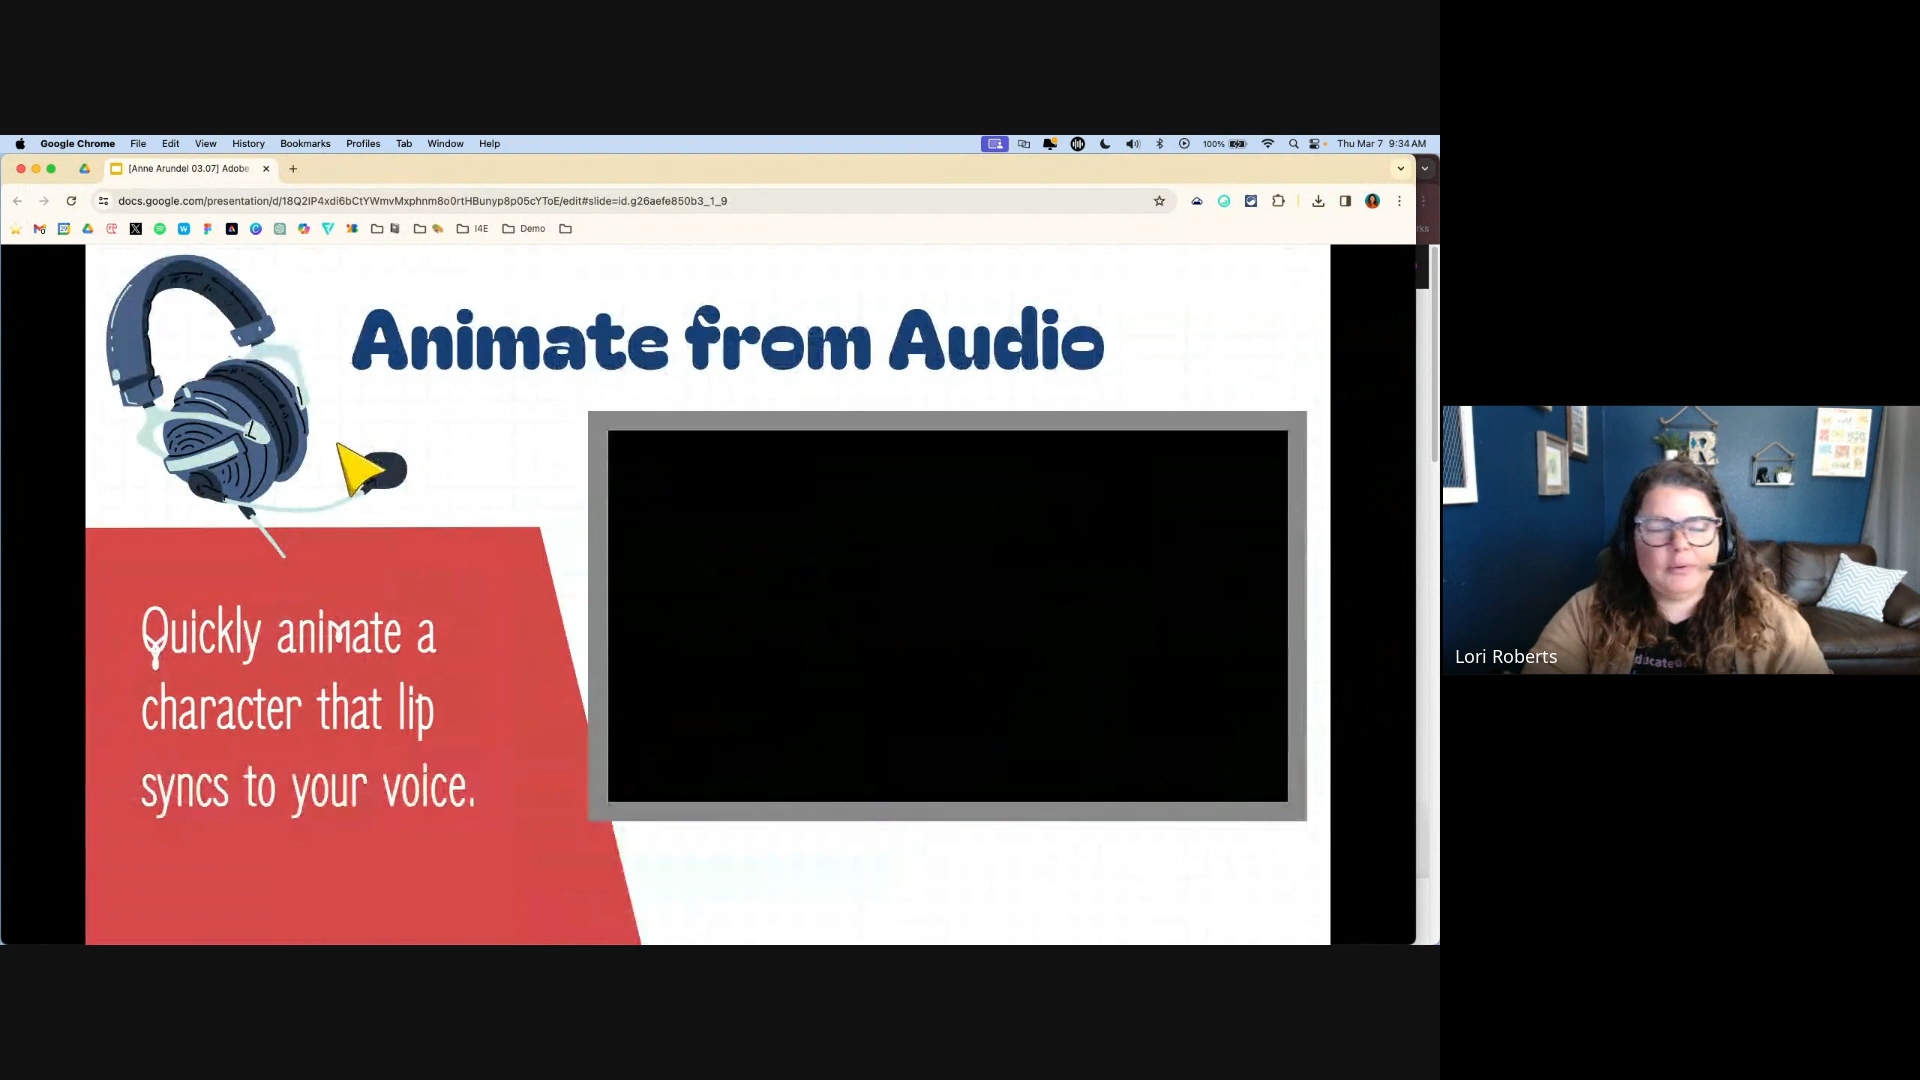 Google Chrome File Edit View History Bookmarks Profiles Tab Window Help 100% Thu Mar 7 9:34 AM
[Anne Arundel 03.07] Adobe
docs.google.com/presentation/d/18Q2IP4xdi6bCtYWmvMxphnm8o0rtHBunyp8p05cYToE/edit#slide=id.g26aefe850b3_1_9
I4E Demo
Animate from Audio
Quickly animate a
character that lip
syncs to your voice.
Lori Roberts